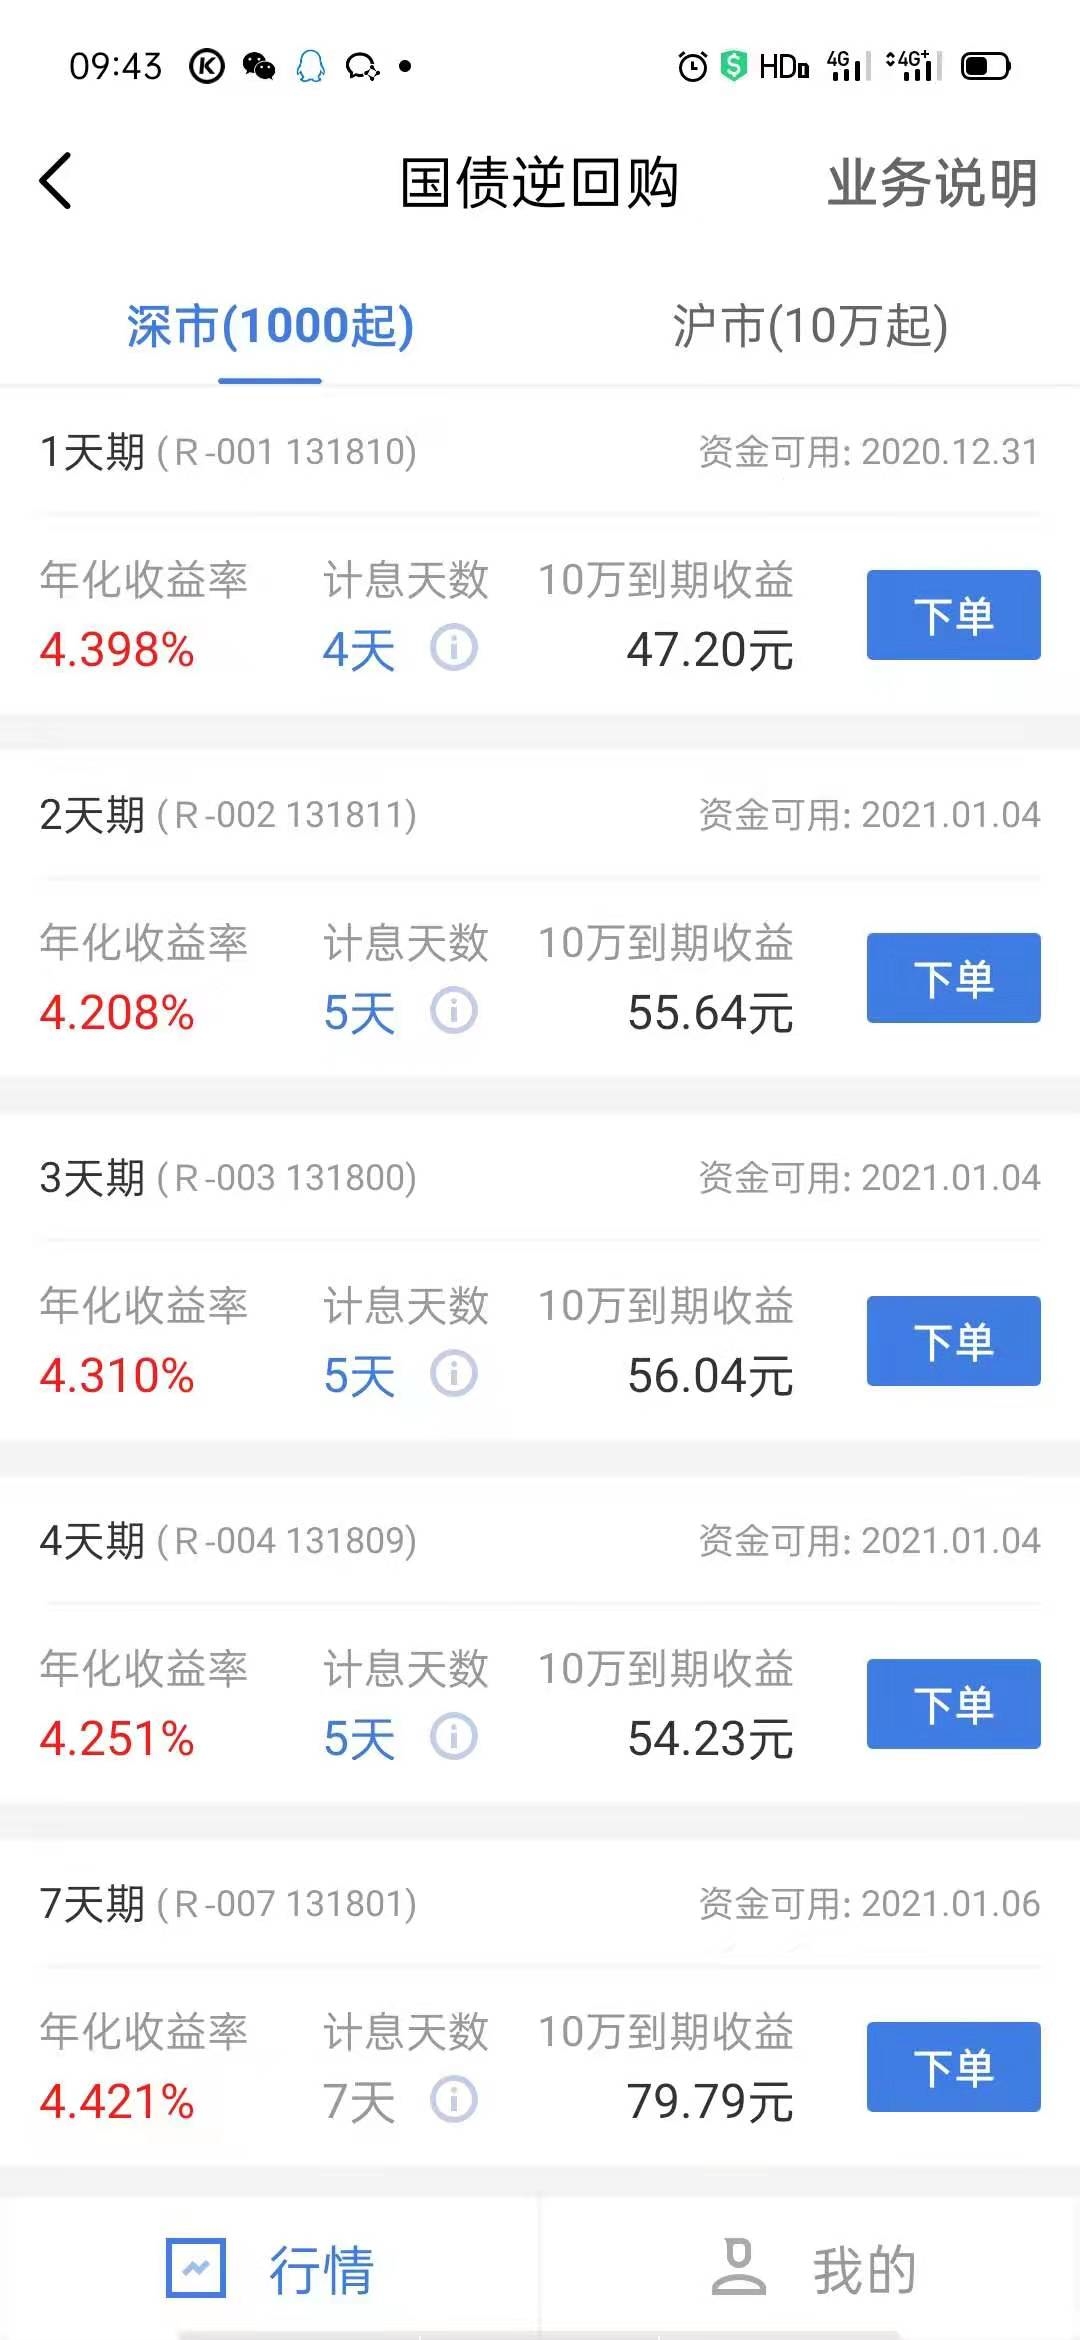 09:43 HD 4G 4G+
国债逆回购 业务说明
深市(1000起) 沪市(10万起)
1天期 (R-001 131810) 资金可用: 2020.12.31
年化收益率 计息天数 10万到期收益
4.398% 4天 47.20元 下单
2天期 (R-002 131811) 资金可用: 2021.01.04
年化收益率 计息天数 10万到期收益
4.208% 5天 55.64元 下单
3天期 (R-003 131800) 资金可用: 2021.01.04
年化收益率 计息天数 10万到期收益
4.310% 5天 56.04元 下单
4天期 (R-004 131809) 资金可用: 2021.01.04
年化收益率 计息天数 10万到期收益
4.251% 5天 54.23元 下单
7天期 (R-007 131801) 资金可用: 2021.01.06
年化收益率 计息天数 10万到期收益
4.421% 7天 79.79元 下单
行情 我的